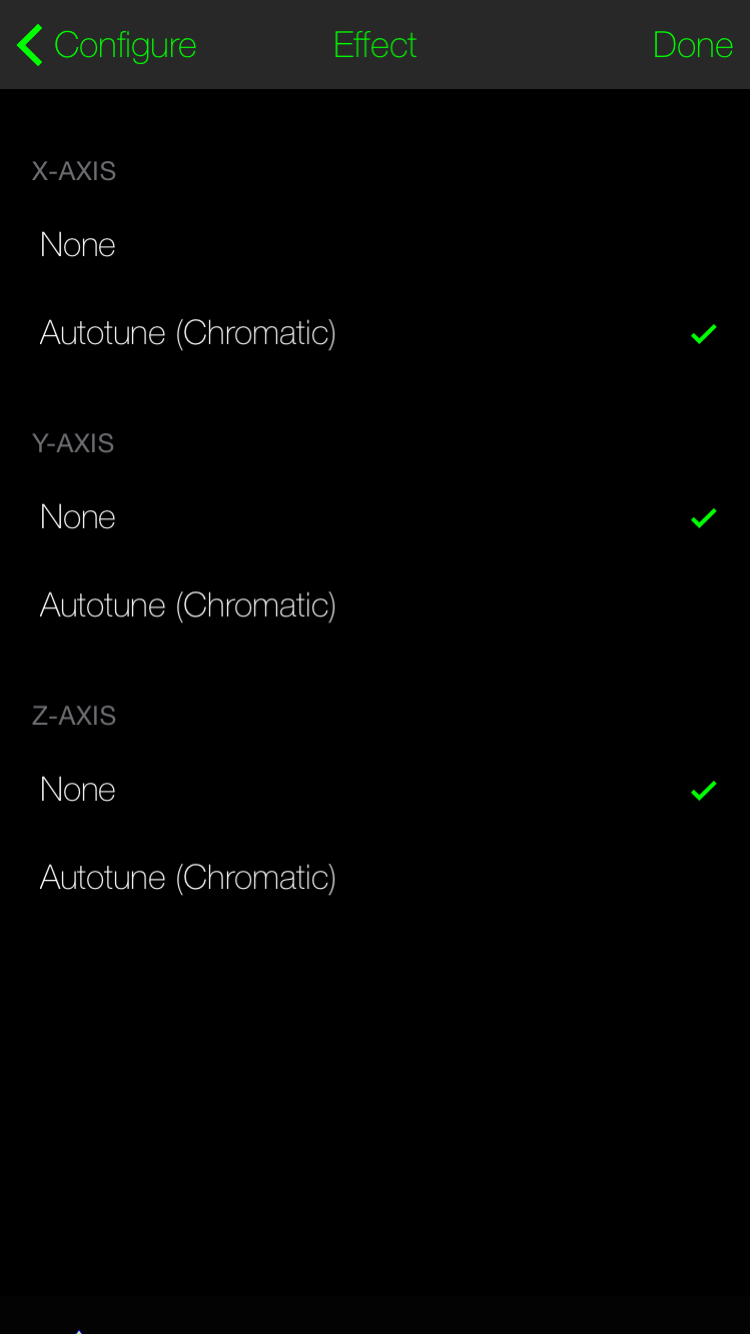 Configure Effect Done
X-AXIS
None
Autotune (Chromatic)
Y-AXIS
None
Autotune (Chromatic)
Z-AXIS
None
Autotune (Chromatic)